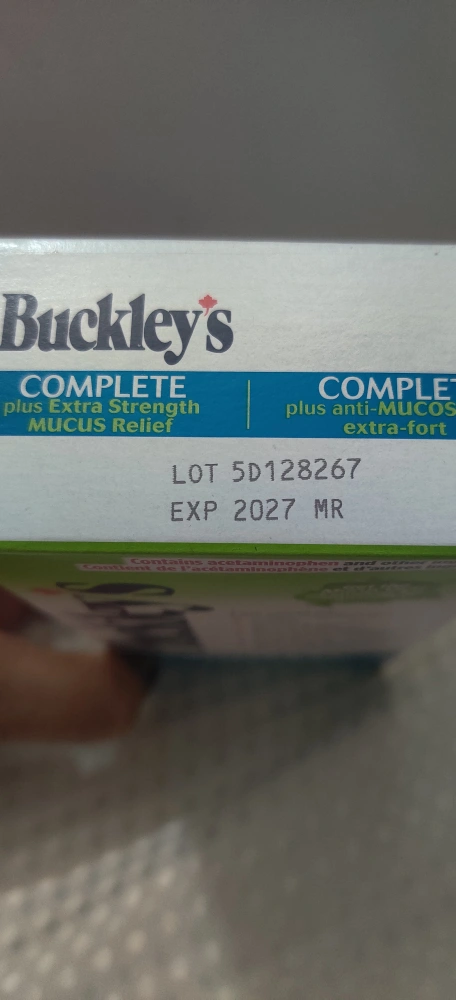 Buckley's
COMPLETE
plus Extra Strength
MUCUS Relief
COMPLET
plus anti-MUCOS
extra-fort
LOT 5D128267
EXP 2027 MR
Contains acetaminophen and other
Contient de l'acétaminophène et d'autres